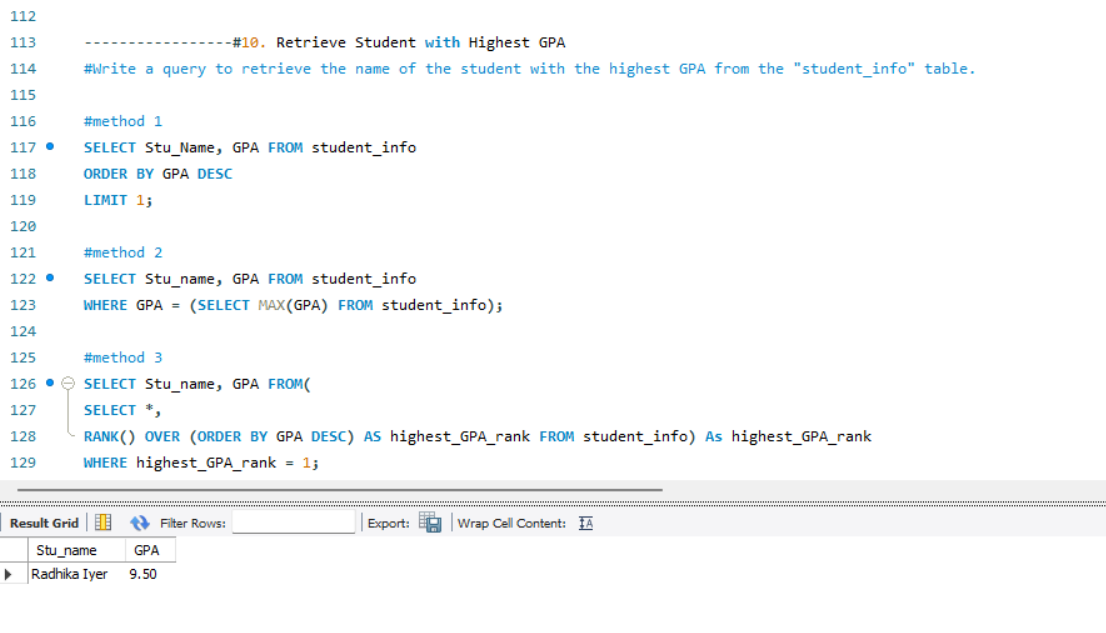 112
113 -----------------#10. Retrieve Student with Highest GPA
114 #Write a query to retrieve the name of the student with the highest GPA from the "student_info" table.
115
116 #method 1
117 SELECT Stu_Name, GPA FROM student_info
118 ORDER BY GPA DESC
119 LIMIT 1;
120
121 #method 2
122 SELECT Stu_name, GPA FROM student_info
123 WHERE GPA = (SELECT MAX(GPA) FROM student_info);
124
125 #method 3
126 SELECT Stu_name, GPA FROM(
127 SELECT *,
128 RANK() OVER (ORDER BY GPA DESC) AS highest_GPA_rank FROM student_info) As highest_GPA_rank
129 WHERE highest_GPA_rank = 1;
Result Grid Filter Rows: Export: Wrap Cell Content: IA
Stu_name GPA
Radhika Iyer 9.50